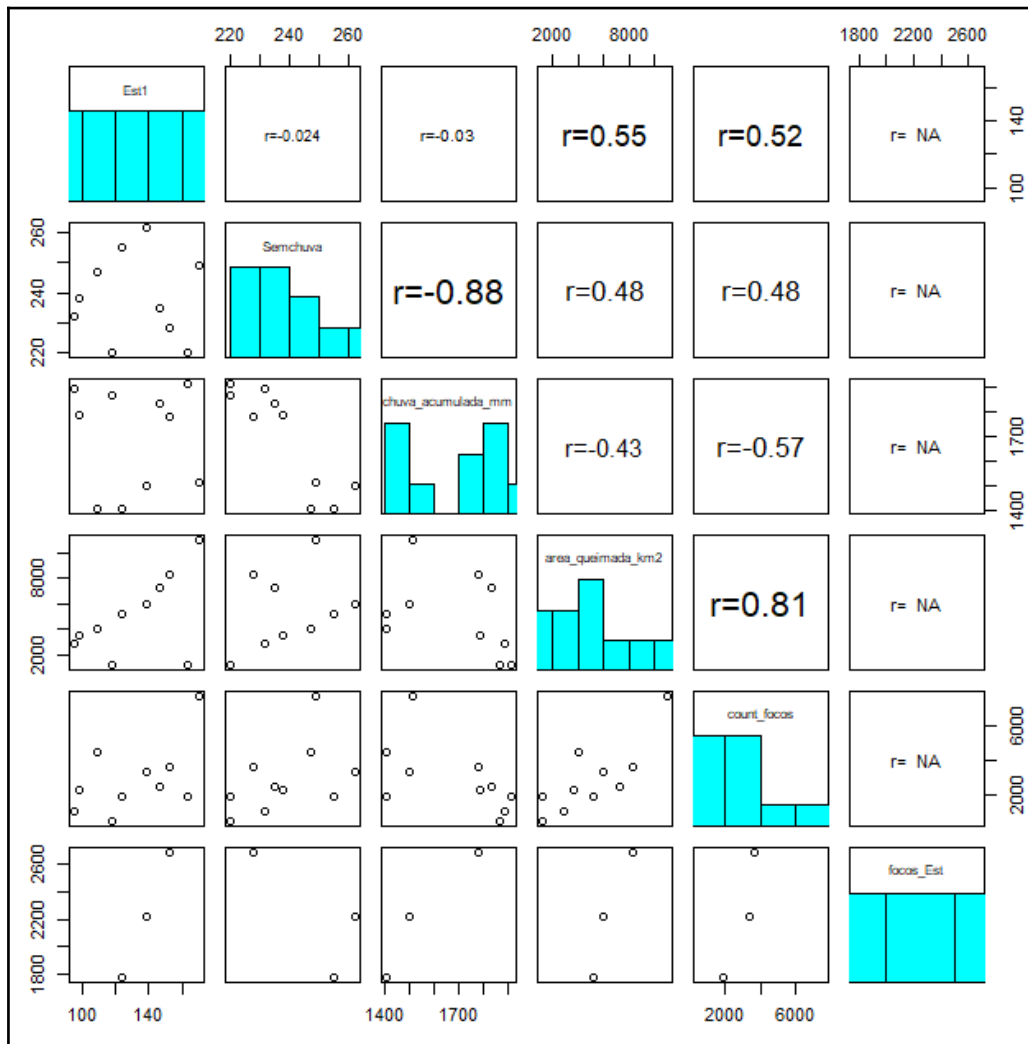 220 240 260 2000 8000 1800 2200 2600
Est1
r=-0.024
r=-0.03
r=0.55
r=0.52
r= NA
100 140
220 240 260
Semchuva
r=-0.88
r=0.48
r=0.48
r= NA
chuva_acumulada_mm
r=-0.43
r=-0.57
r= NA
1400 1700
2000 8000
area_queimada_km2
r=0.81
r= NA
count_focos
r= NA
2000 6000
1800 2200 2600
focos_Est
100 140 1400 1700 2000 6000